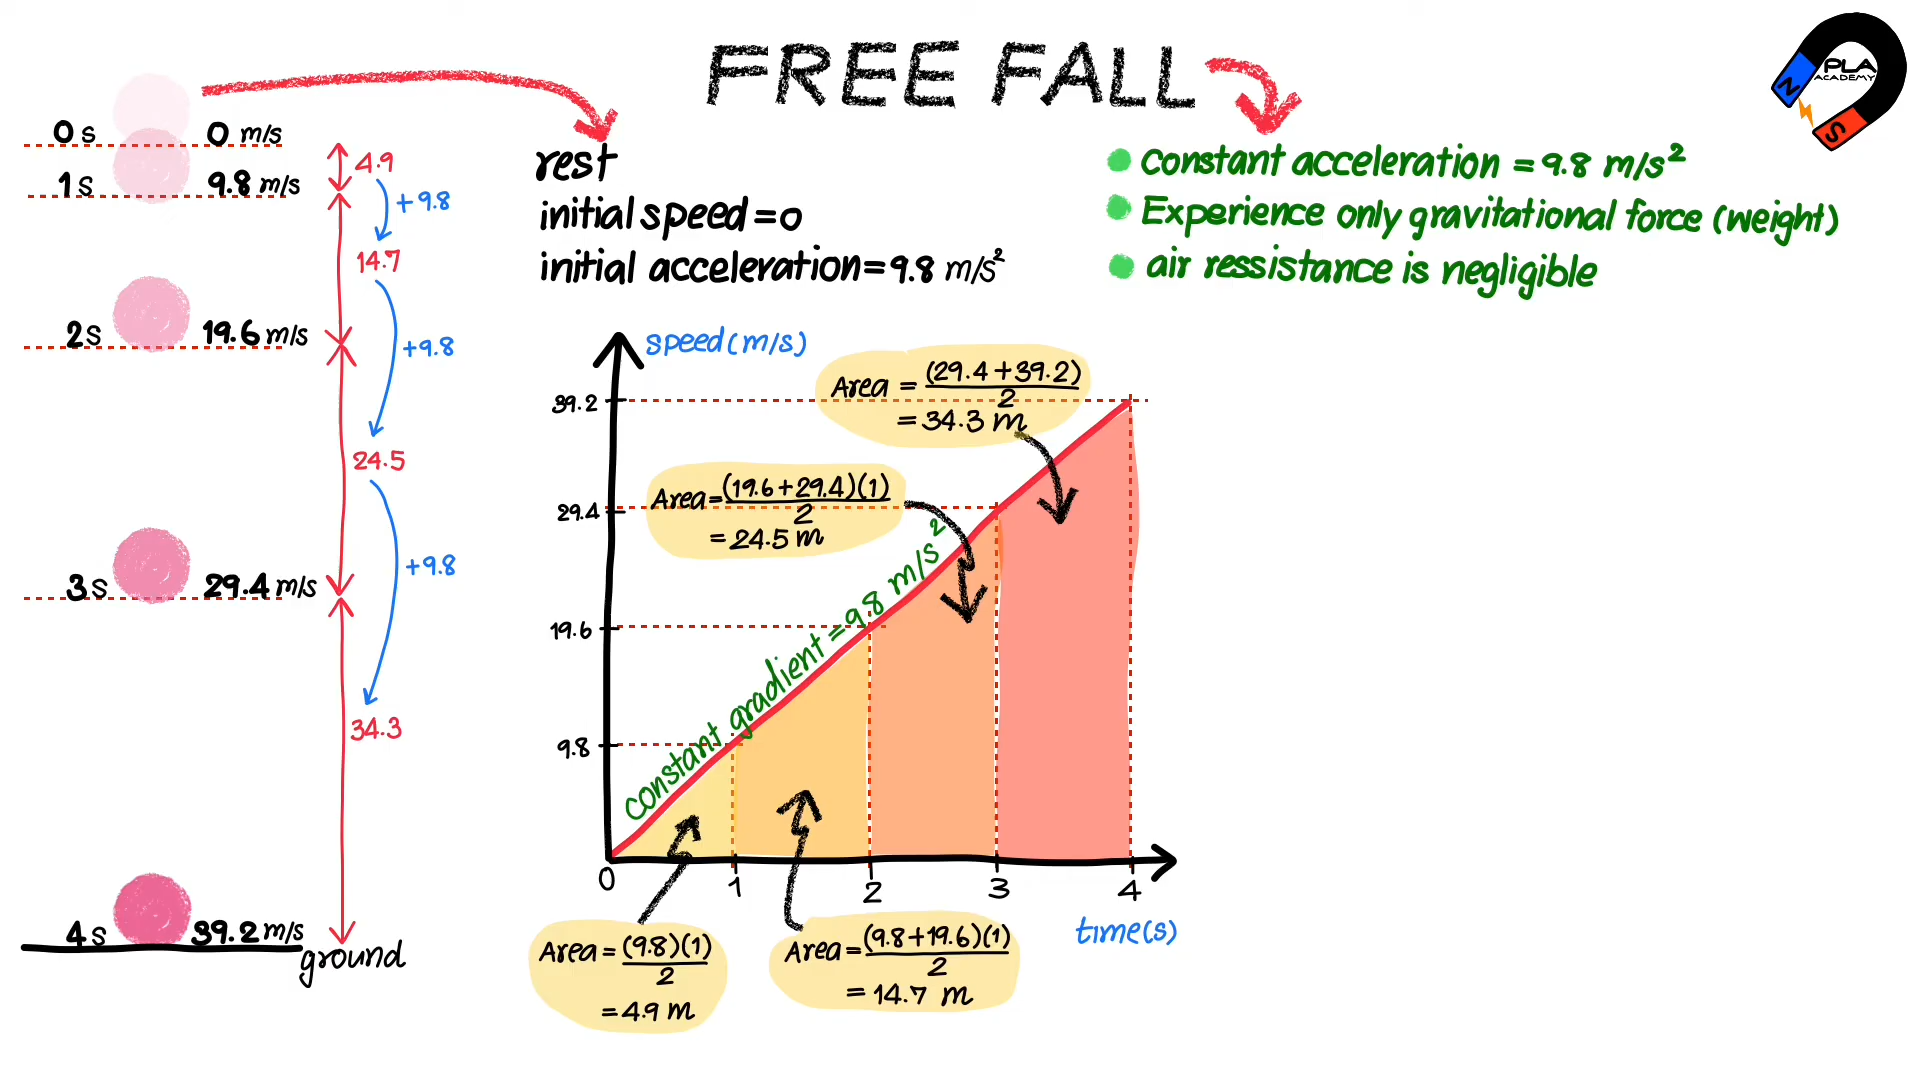 FREE FALL
PLA
ACADEMY
N
S
0 s 0 m/s
1 s 9.8 m/s
2 s 19.6 m/s
3 s 29.4 m/s
4 s 39.2 m/s
ground
4.9
+9.8
14.7
+9.8
24.5
+9.8
34.3
rest
initial speed = 0
initial acceleration = 9.8 m/s²
constant acceleration = 9.8 m/s²
Experience only gravitational force (weight)
air ressistance is negligible
speed (m/s)
39.2
29.4
19.6
9.8
0 1 2 3 4
time (s)
constant gradient = 9.8 m/s²
Area = (29.4 + 39.2)
2
= 34.3 m
Area = (19.6 + 29.4)(1)
2
= 24.5 m
Area = (9.8)(1)
2
= 4.9 m
Area = (9.8 + 19.6)(1)
2
= 14.7 m